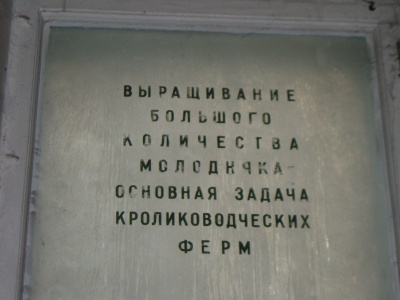 ВЫРАЩИВАНИЕ
БОЛЬШОГО
КОЛИЧЕСТВА
МОЛОДНЯКА-
ОСНОВНАЯ ЗАДАЧА
КРОЛИКОВОДЧЕСКИХ
ФЕРМ